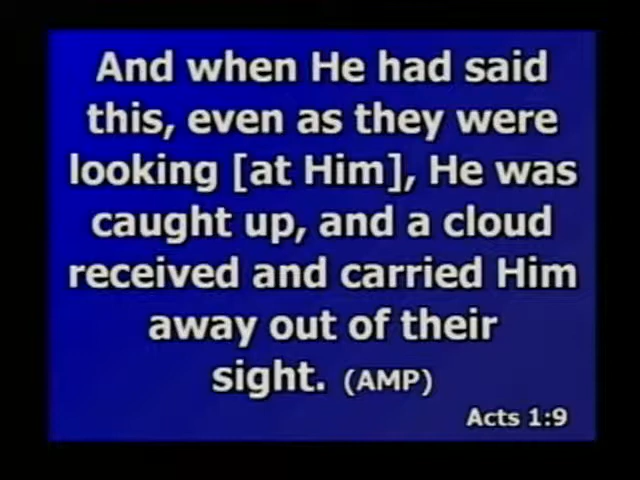 And when He had said
this, even as they were
looking [at Him], He was
caught up, and a cloud
received and carried Him
away out of their
sight. (AMP)
Acts 1:9